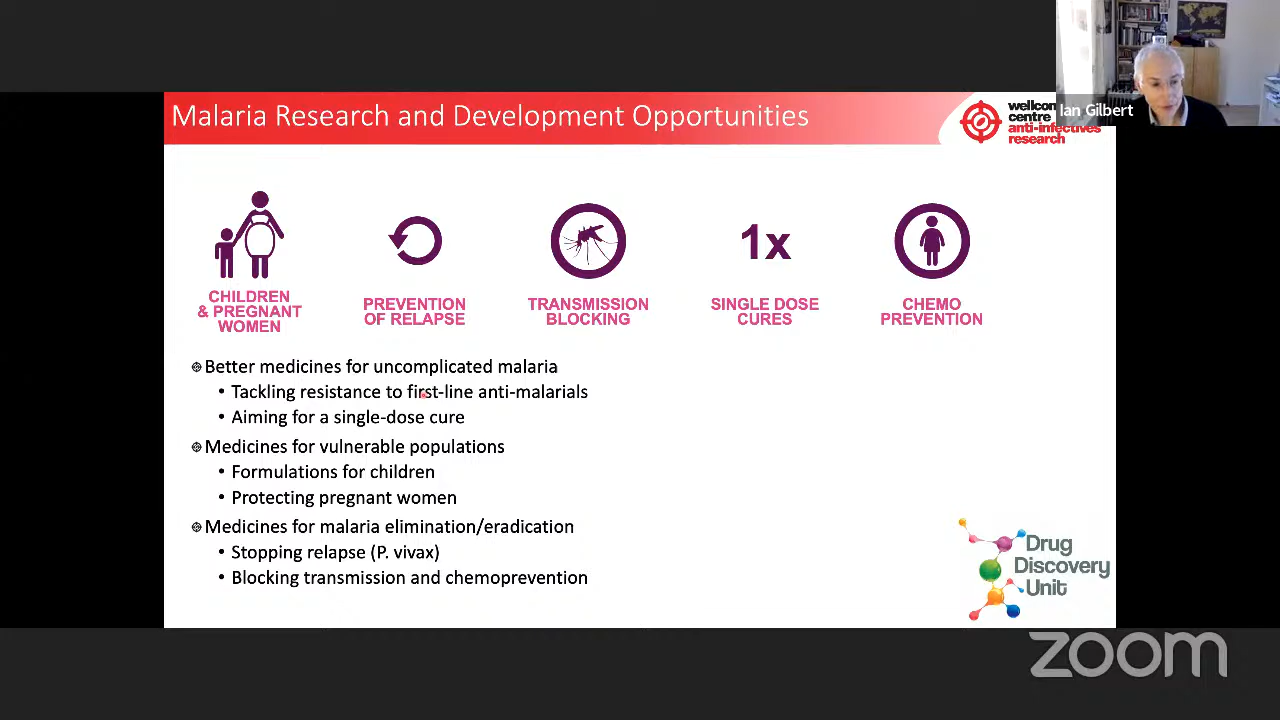 Malaria Research and Development Opportunities
wellcon
centre
anti-infectives
research
Ian Gilbert
1x
CHILDREN
& PREGNANT
WOMEN
PREVENTION
OF RELAPSE
TRANSMISSION
BLOCKING
SINGLE DOSE
CURES
CHEMO
PREVENTION
Better medicines for uncomplicated malaria
• Tackling resistance to first-line anti-malarials
• Aiming for a single-dose cure
Medicines for vulnerable populations
• Formulations for children
• Protecting pregnant women
Medicines for malaria elimination/eradication
• Stopping relapse (P. vivax)
• Blocking transmission and chemoprevention
Drug
Discovery
Unit
zoom